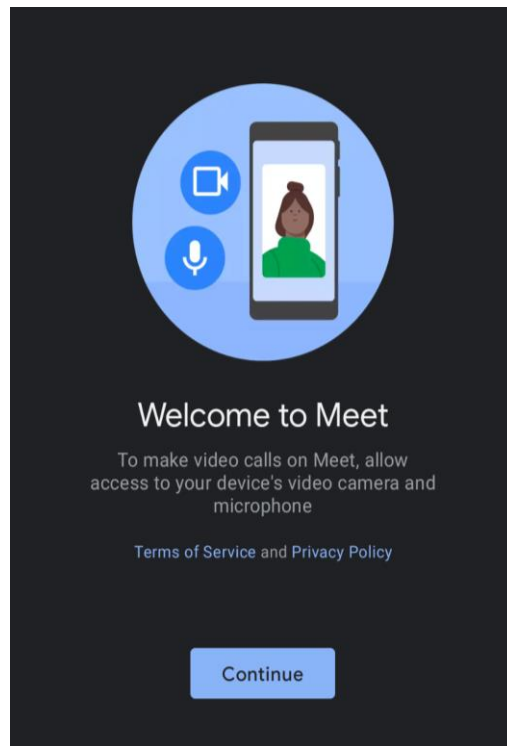 Welcome to Meet
To make video calls on Meet, allow
access to your device's video camera and
microphone
Terms of Service and Privacy Policy
Continue